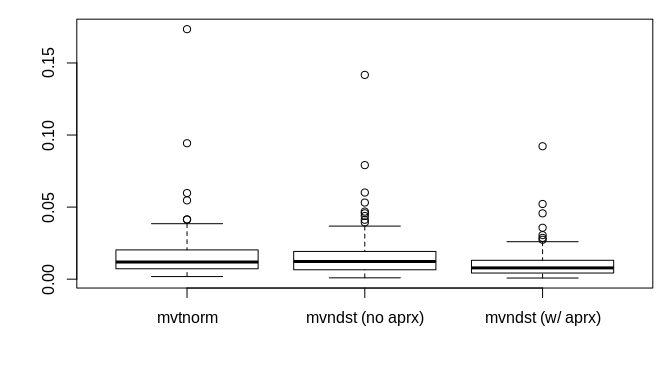 0.15
0.10
0.05
0.00
mvtnorm mvndst (no aprx) mvndst (w/ aprx)